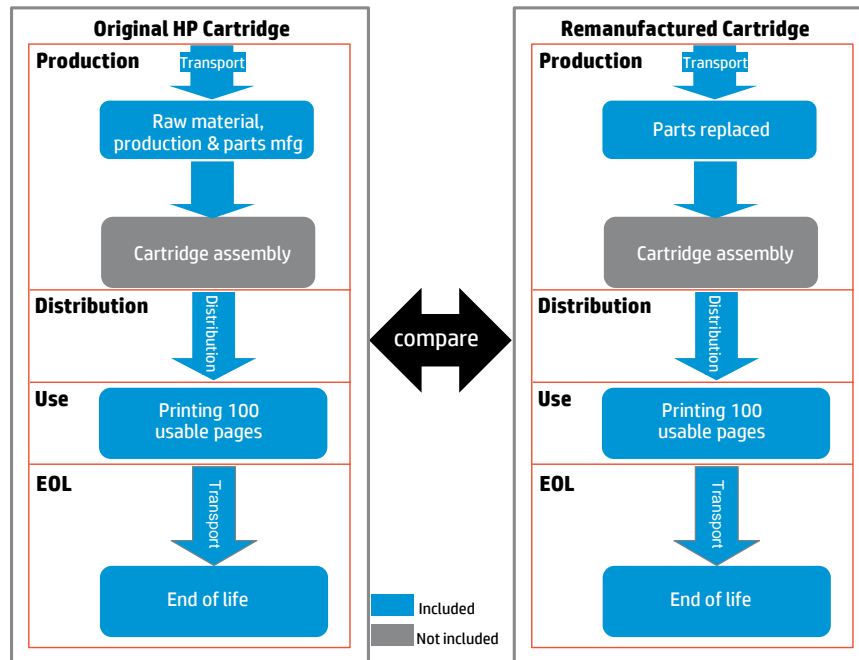 Original HP Cartridge
Production
Transport
Raw material,
production & parts mfg
Cartridge assembly
Distribution
Distribution
Use
Printing 100
usable pages
EOL
Transport
End of life
compare
Included
Not included
Remanufactured Cartridge
Production
Transport
Parts replaced
Cartridge assembly
Distribution
Distribution
Use
Printing 100
usable pages
EOL
Transport
End of life